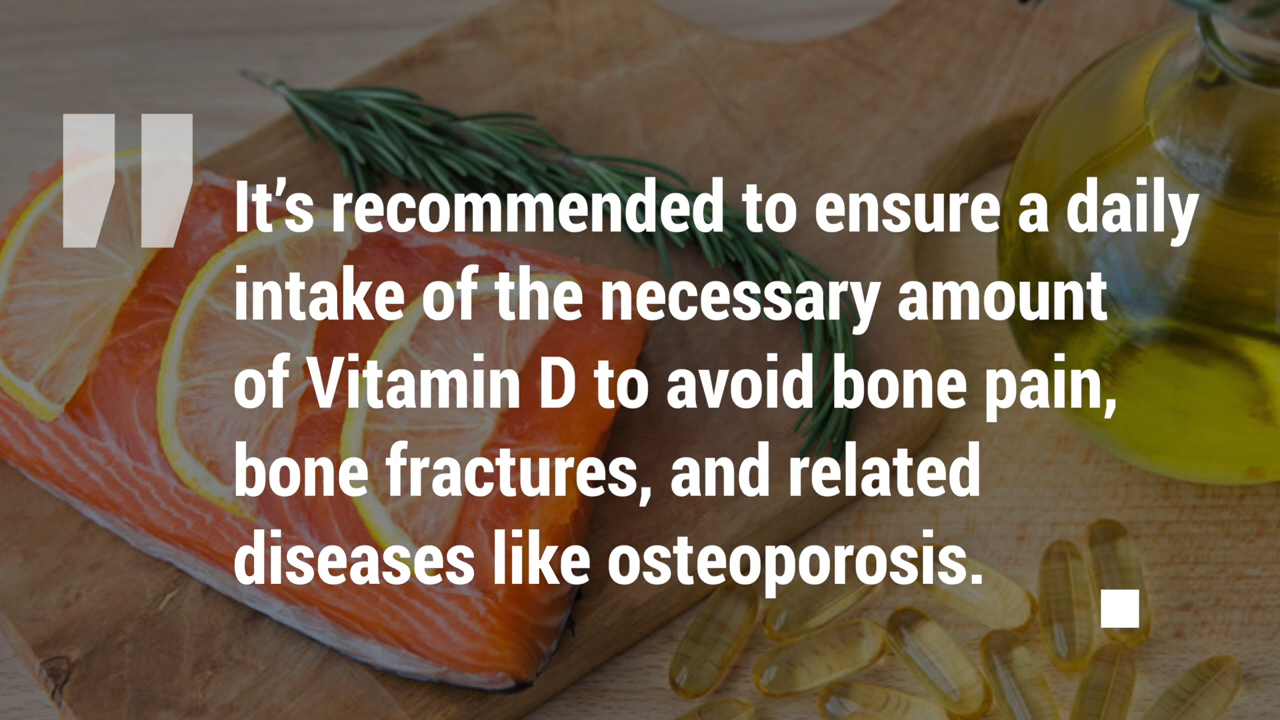 It’s recommended to ensure a daily
intake of the necessary amount
of Vitamin D to avoid bone pain,
bone fractures, and related
diseases like osteoporosis.